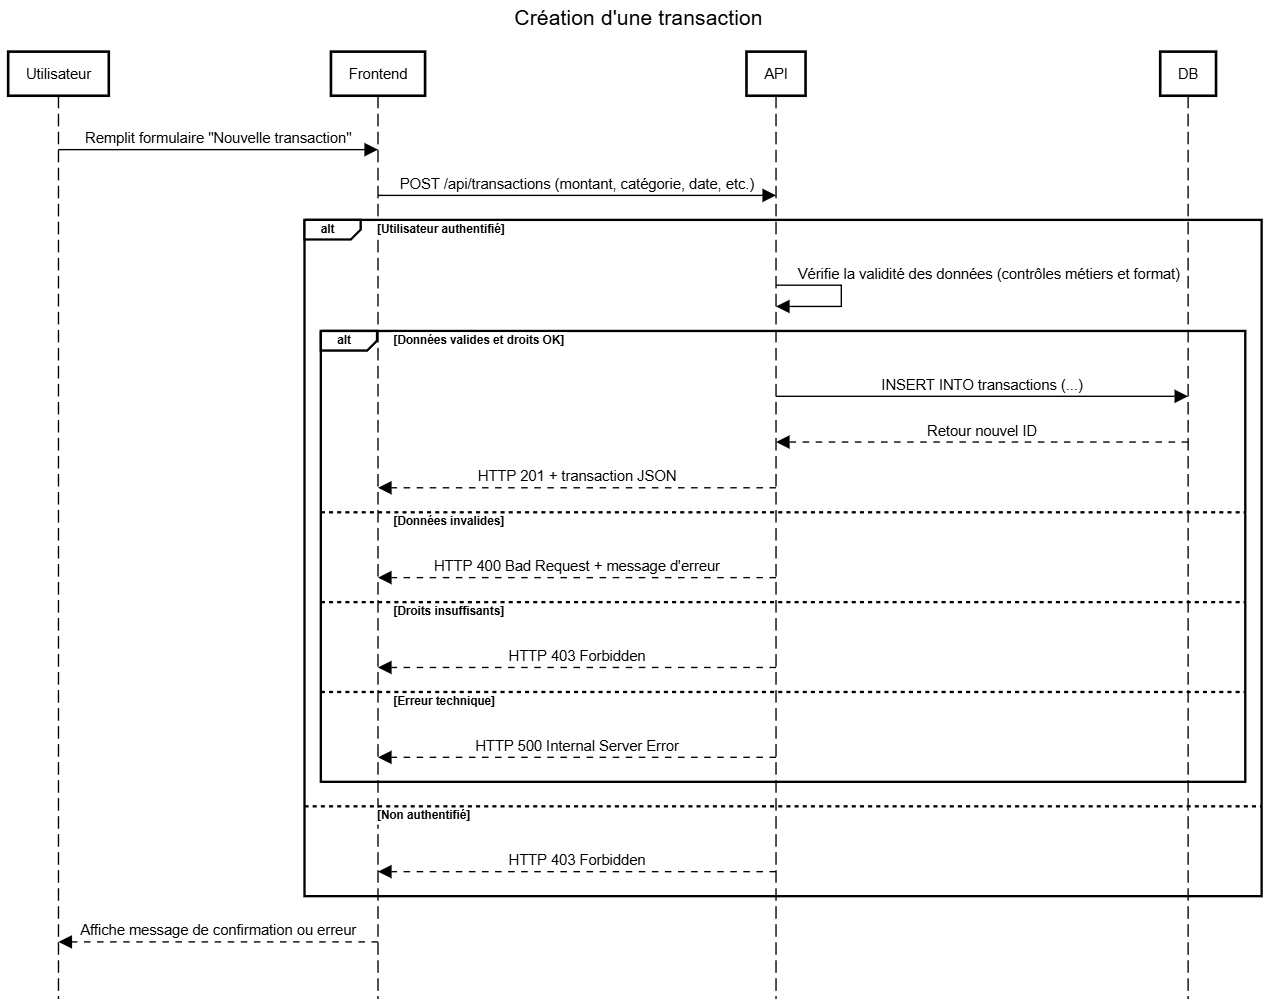 Création d'une transaction
Utilisateur
Frontend
API
DB
Remplit formulaire "Nouvelle transaction"
POST /api/transactions (montant, catégorie, date, etc.)
alt
[Utilisateur authentifié]
Vérifie la validité des données (contrôles métiers et format)
alt
[Données valides et droits OK]
INSERT INTO transactions (...)
Retour nouvel ID
HTTP 201 + transaction JSON
[Données invalides]
HTTP 400 Bad Request + message d'erreur
[Droits insuffisants]
HTTP 403 Forbidden
[Erreur technique]
HTTP 500 Internal Server Error
[Non authentifié]
HTTP 403 Forbidden
Affiche message de confirmation ou erreur